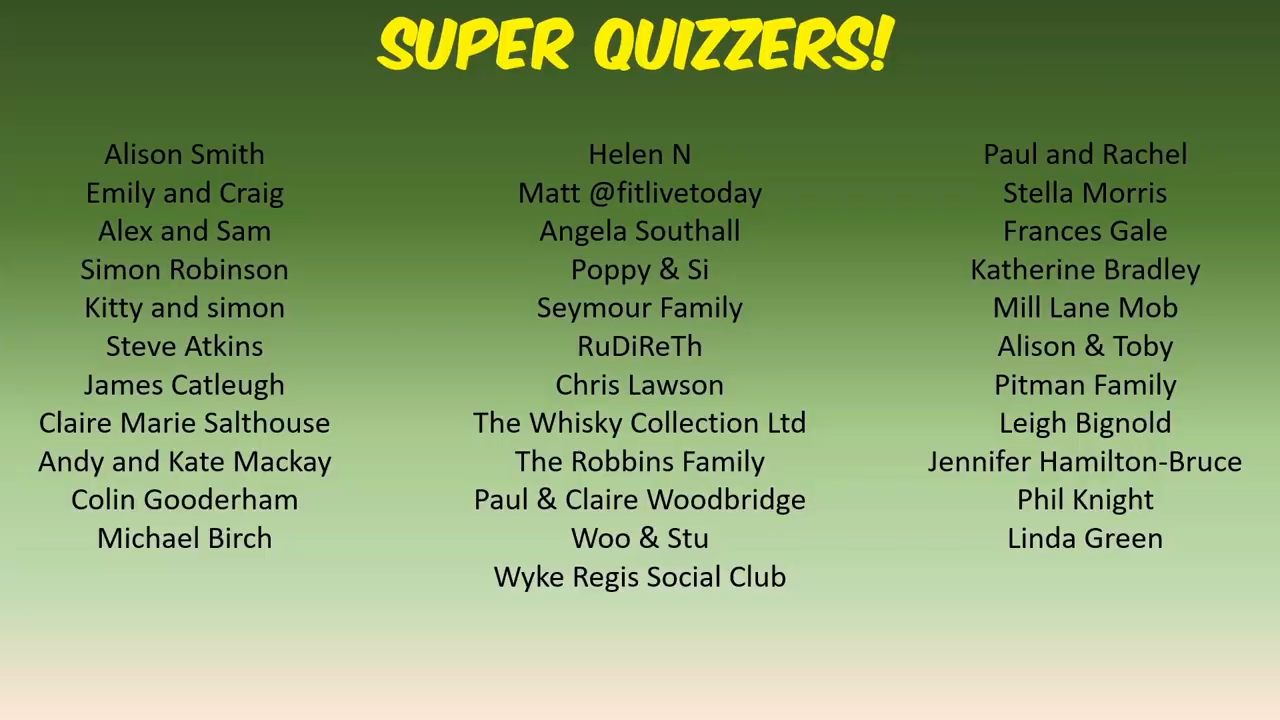 SUPER QUIZZERS!
Alison Smith
Emily and Craig
Alex and Sam
Simon Robinson
Kitty and simon
Steve Atkins
James Catleugh
Claire Marie Salthouse
Andy and Kate Mackay
Colin Gooderham
Michael Birch
Helen N
Matt @fitlivetoday
Angela Southall
Poppy & Si
Seymour Family
RuDiReTh
Chris Lawson
The Whisky Collection Ltd
The Robbins Family
Paul & Claire Woodbridge
Woo & Stu
Wyke Regis Social Club
Paul and Rachel
Stella Morris
Frances Gale
Katherine Bradley
Mill Lane Mob
Alison & Toby
Pitman Family
Leigh Bignold
Jennifer Hamilton-Bruce
Phil Knight
Linda Green